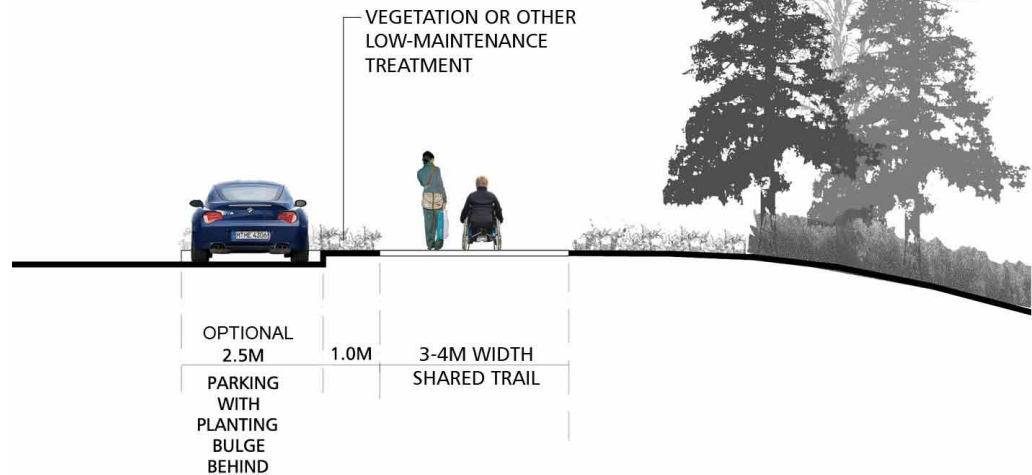 VEGETATION OR OTHER
LOW-MAINTENANCE
TREATMENT
OPTIONAL
2.5M
1.0M
3-4M WIDTH
SHARED TRAIL
PARKING
WITH
PLANTING
BULGE
BEHIND